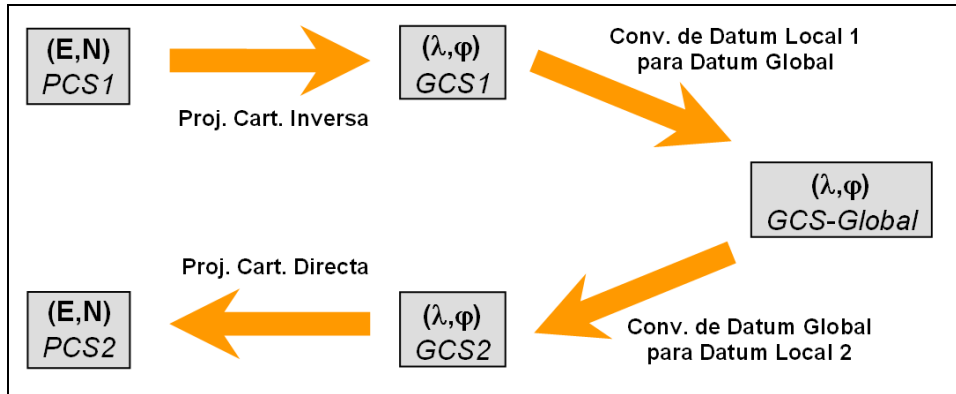 (E,N)
PCS1
Proj. Cart. Inversa
(λ,φ)
GCS1
Conv. de Datum Local 1
para Datum Global
(λ,φ)
GCS-Global
Conv. de Datum Global
para Datum Local 2
(λ,φ)
GCS2
Proj. Cart. Directa
(E,N)
PCS2